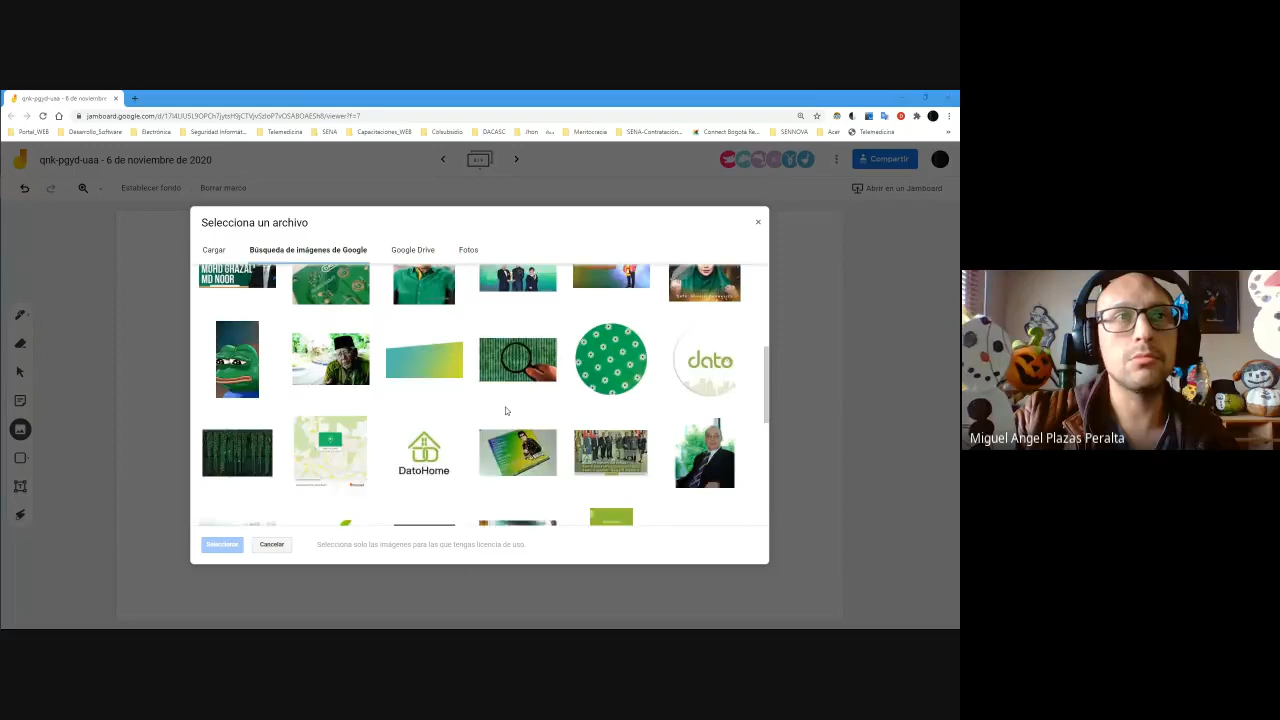 qnk-pgyd-uaa - 6 de noviembre
jamboard.google.com/d/17I4UU5L9OPCh7jytsH9jCTVjvSzloP7vOSABOAESh8/viewer?f=7
Portal_WEB Desarrollo_Software Electrónica Seguridad Informat... Telemedicina SENA Capacitaciones_WEB Colsubsidio DACASC Jhon Meritocracia SENA-Contratación... Connect Bogotá Re... SENNOVA Acer Telemedicina
qnk-pgyd-uaa - 6 de noviembre de 2020
Compartir
Establecer fondo Borrar marco
Abrir en un Jamboard
Selecciona un archivo
Cargar Búsqueda de imágenes de Google Google Drive Fotos
MOHD GHAZALI
MD NOOR
dato
DatoHome
Seleccionar Cancelar Selecciona solo las imágenes para las que tengas licencia de uso.
Miguel Angel Plazas Peralta